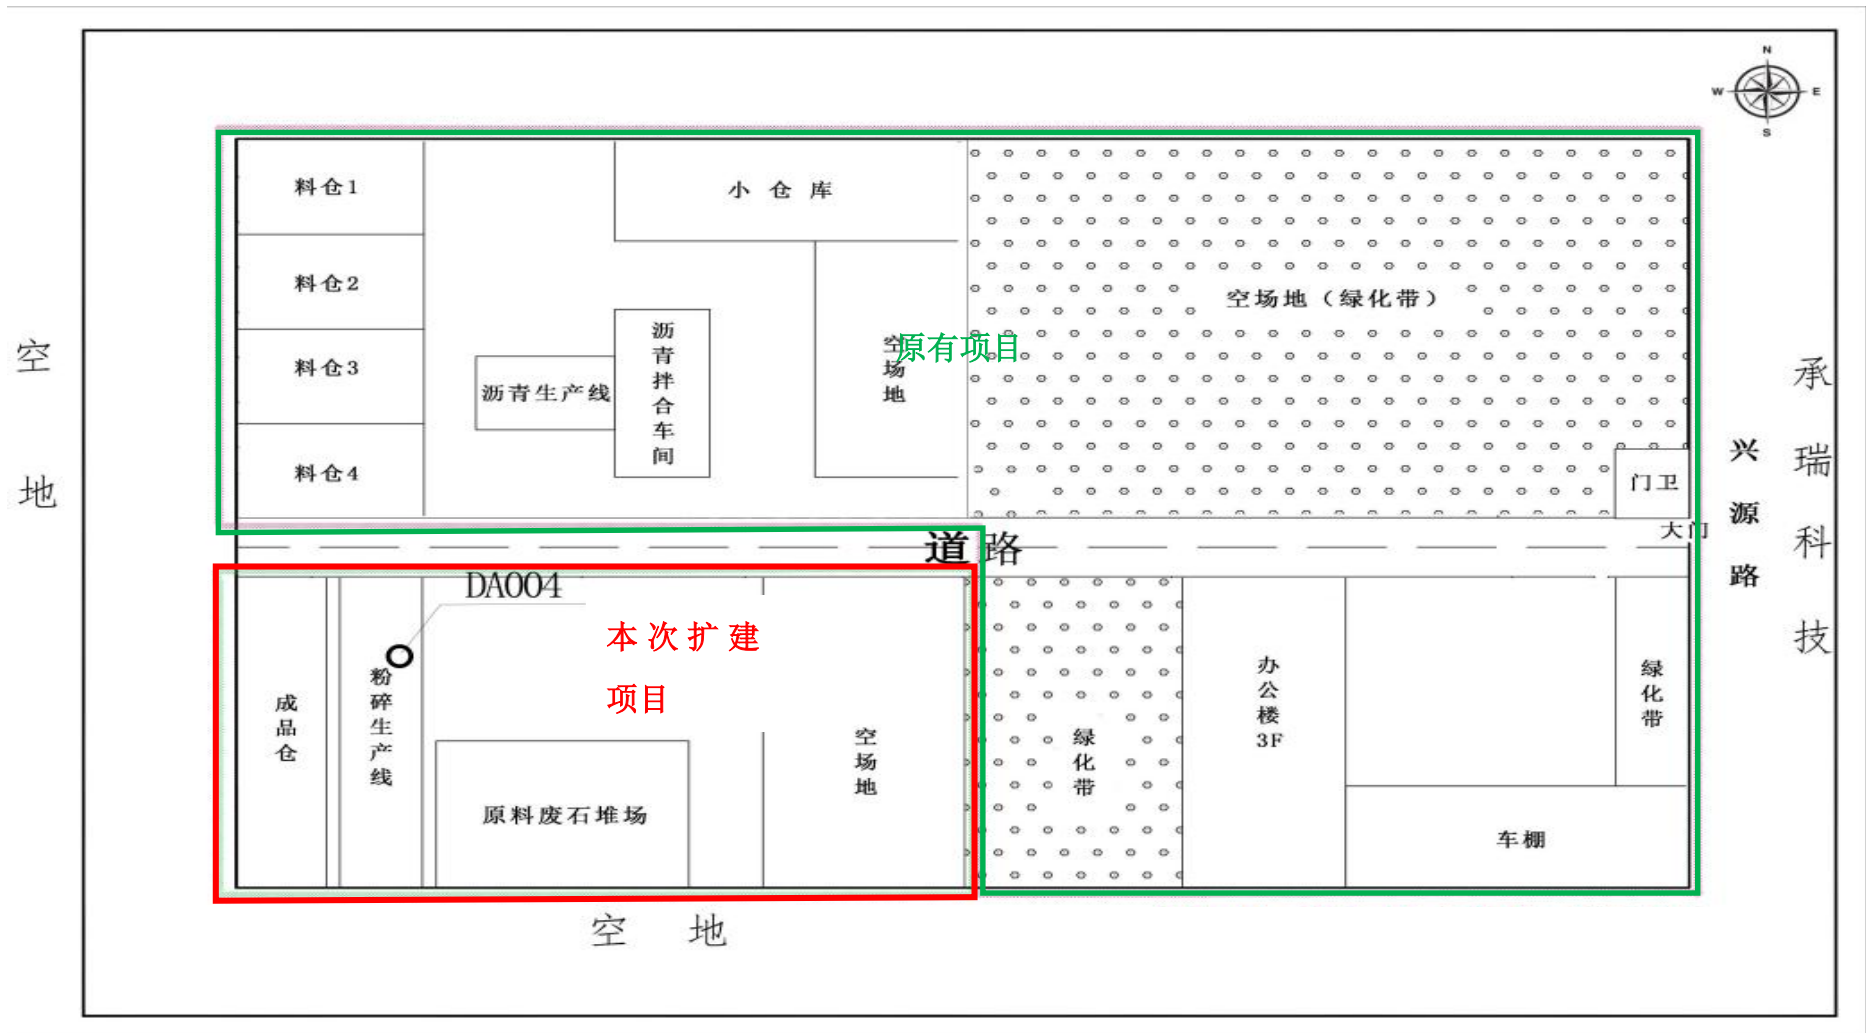 N
W
E
S
料仓1
小仓库
料仓2
空场地（绿化带）
沥青拌合车间
空场地
原有项目
空地
料仓3
沥青生产线
承瑞科技
兴源路
料仓4
门卫
大门
道路
DA004
本次扩建
项目
粉碎生产线
成品仓
办公楼3F
绿化带
空场地
绿化带
原料废石堆场
车棚
空地